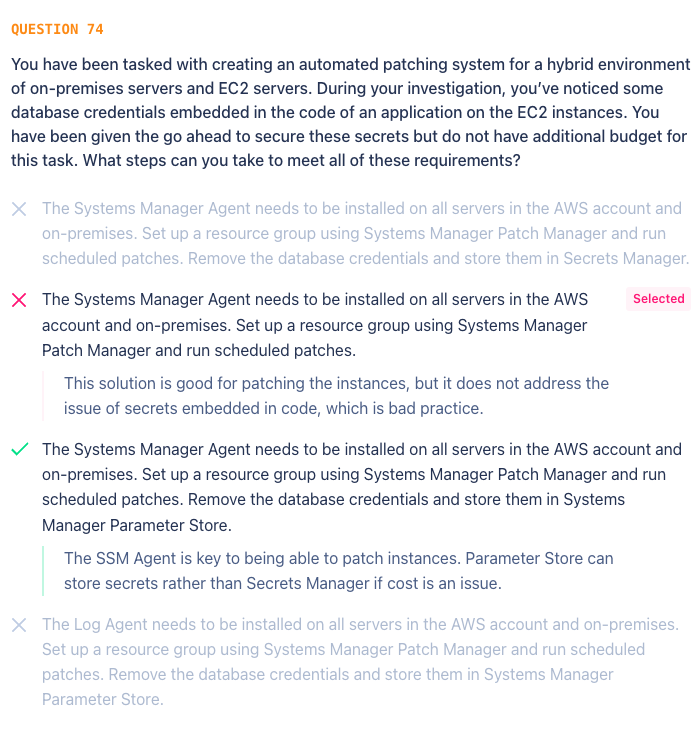 QUESTION 74
You have been tasked with creating an automated patching system for a hybrid environment
of on-premises servers and EC2 servers. During your investigation, you’ve noticed some
database credentials embedded in the code of an application on the EC2 instances. You
have been given the go ahead to secure these secrets but do not have additional budget for
this task. What steps can you take to meet all of these requirements?
The Systems Manager Agent needs to be installed on all servers in the AWS account and
on-premises. Set up a resource group using Systems Manager Patch Manager and run
scheduled patches. Remove the database credentials and store them in Secrets Manager.
The Systems Manager Agent needs to be installed on all servers in the AWS
Selected
account and on-premises. Set up a resource group using Systems Manager
Patch Manager and run scheduled patches.
This solution is good for patching the instances, but it does not address the
issue of secrets embedded in code, which is bad practice.
The Systems Manager Agent needs to be installed on all servers in the AWS account and
on-premises. Set up a resource group using Systems Manager Patch Manager and run
scheduled patches. Remove the database credentials and store them in Systems
Manager Parameter Store.
The SSM Agent is key to being able to patch instances. Parameter Store can
store secrets rather than Secrets Manager if cost is an issue.
The Log Agent needs to be installed on all servers in the AWS account and on-premises.
Set up a resource group using Systems Manager Patch Manager and run scheduled
patches. Remove the database credentials and store them in Systems Manager
Parameter Store.